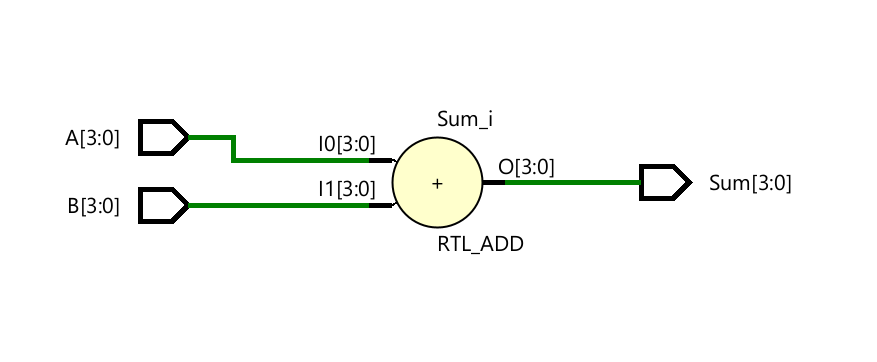 Sum_i
A[3:0]
I0[3:0]
O[3:0]
+
Sum[3:0]
B[3:0]
I1[3:0]
RTL_ADD